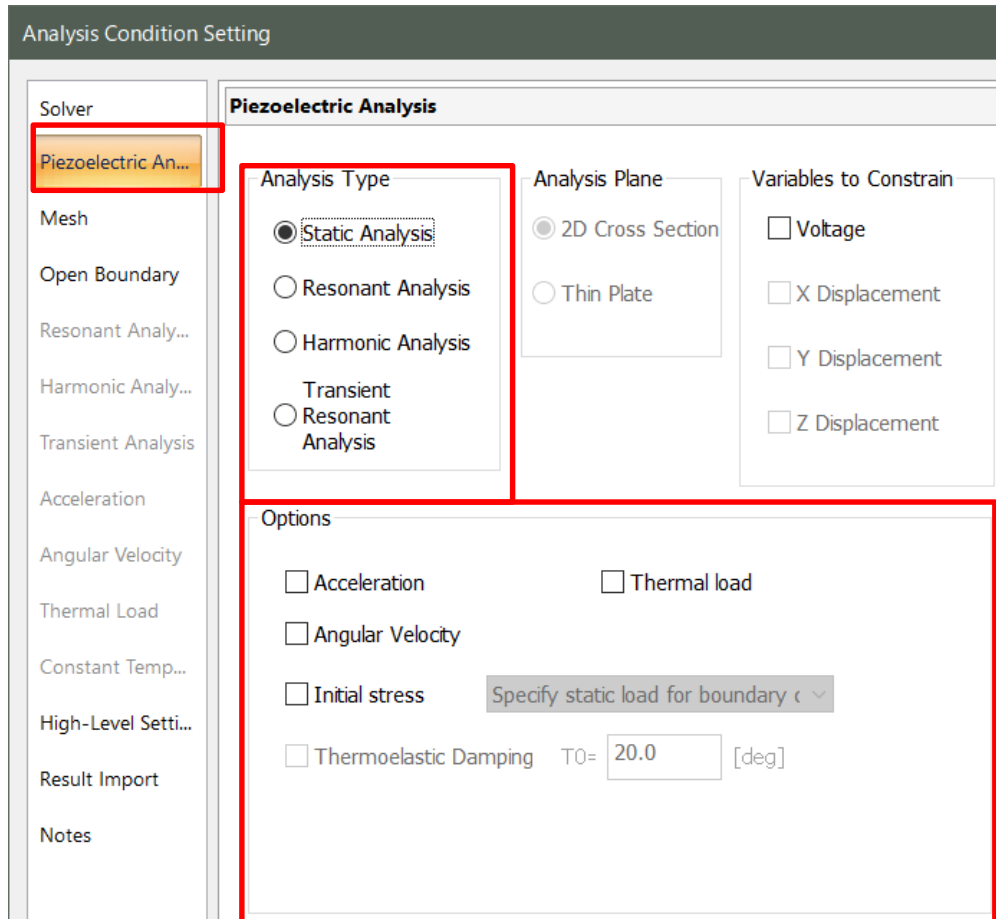 Analysis Condition Setting
Solver
Piezoelectric An...
Mesh
Open Boundary
Resonant Analy...
Harmonic Analy...
Transient Analysis
Acceleration
Angular Velocity
Thermal Load
Constant Temp...
High-Level Setti...
Result Import
Notes
Piezoelectric Analysis
Analysis Type
Static Analysis
Resonant Analysis
Harmonic Analysis
Transient
Resonant
Analysis
Analysis Plane
2D Cross Section
Thin Plate
Variables to Constrain
Voltage
X Displacement
Y Displacement
Z Displacement
Options
Acceleration
Thermal load
Angular Velocity
Initial stress
Specify static load for boundary c
Thermoelastic Damping T0= 20.0 [deg]